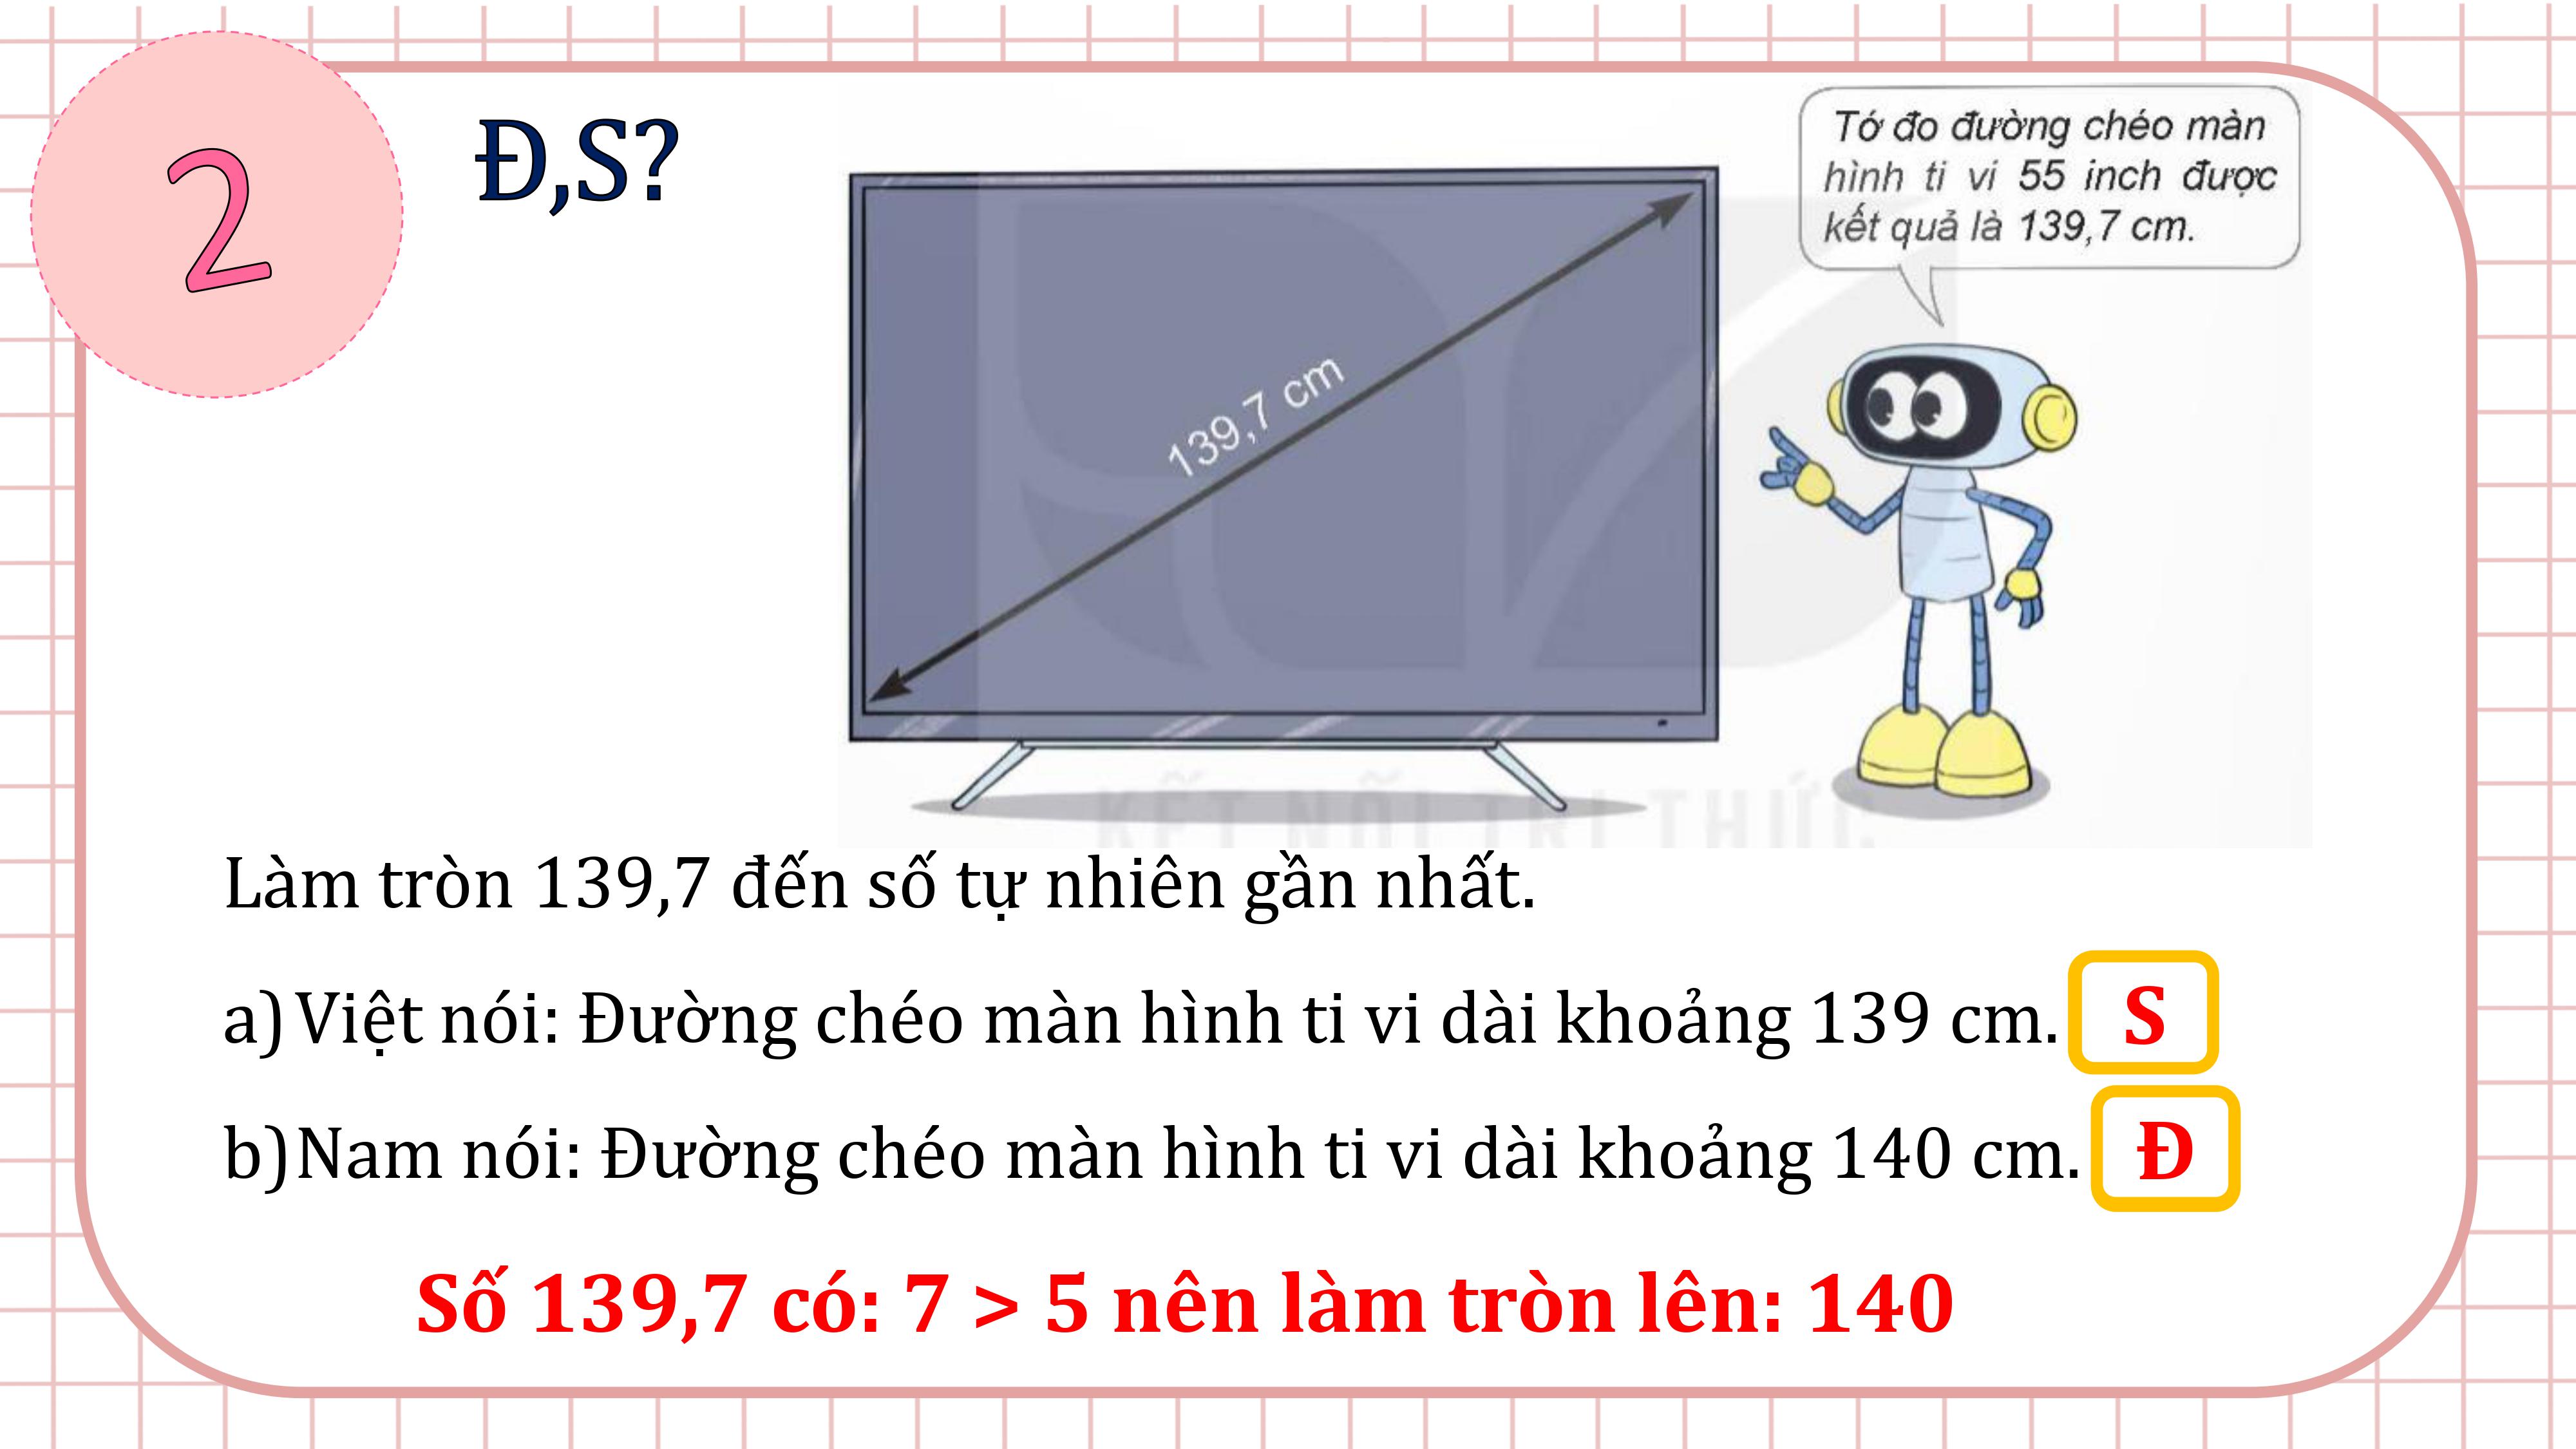 2
Đ,S?
Tớ đo đường chéo màn
hình ti vi 55 inch được
kết quả là 139,7 cm.
139,7 cm
KẾT NỐI TRI THỨC
Làm tròn 139,7 đến số tự nhiên gần nhất.
a) Việt nói: Đường chéo màn hình ti vi dài khoảng 139 cm. S
b) Nam nói: Đường chéo màn hình ti vi dài khoảng 140 cm. Đ
Số 139,7 có: 7 > 5 nên làm tròn lên: 140